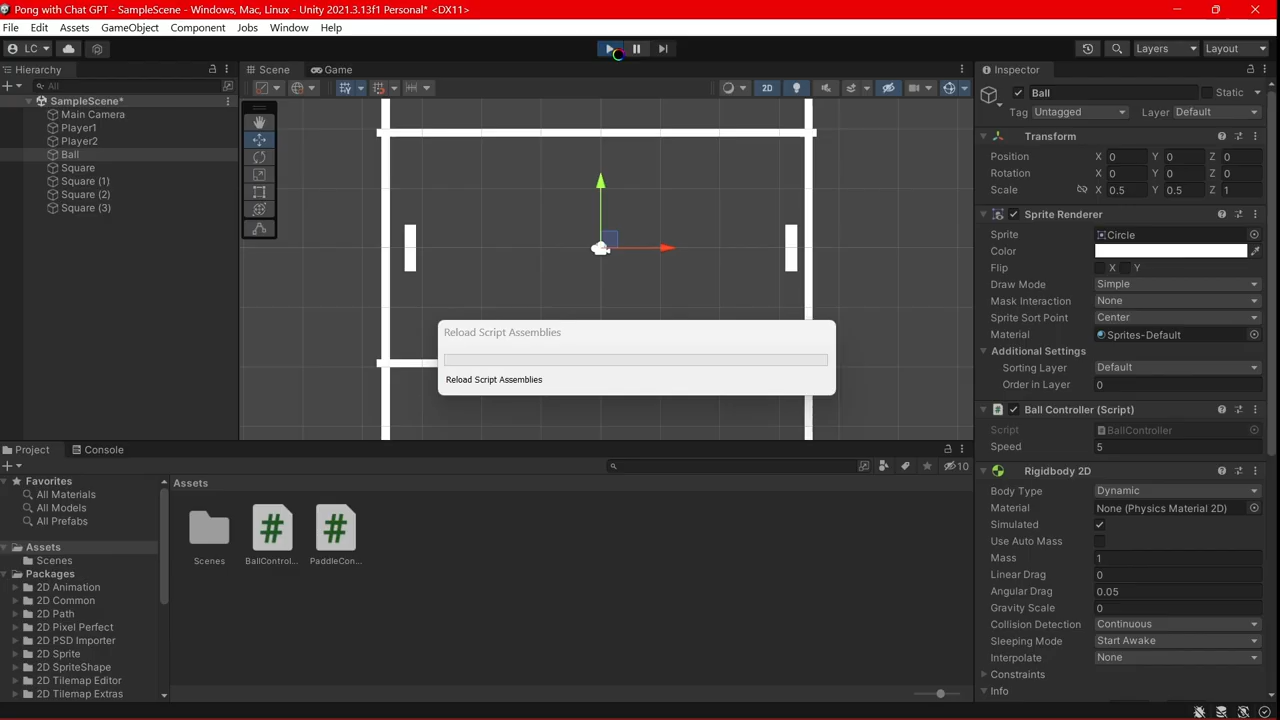 Pong with Chat GPT - SampleScene - Windows, Mac, Linux - Unity 2021.3.13f1 Personal* <DX11>
File Edit Assets GameObject Component Jobs Window Help
LC Layers Layout
Hierarchy
All
SampleScene*
Main Camera
Player1
Player2
Ball
Square
Square (1)
Square (2)
Square (3)
Scene Game
2D
Reload Script Assemblies
Reload Script Assemblies
Inspector
Ball Static
Tag Untagged Layer Default
Transform
Position X 0 Y 0 Z 0
Rotation X 0 Y 0 Z 0
Scale X 0.5 Y 0.5 Z 1
Sprite Renderer
Sprite Circle
Color
Flip X Y
Draw Mode Simple
Mask Interaction None
Sprite Sort Point Center
Material Sprites-Default
Additional Settings
Sorting Layer Default
Order in Layer 0
Ball Controller (Script)
Script BallController
Speed 5
Rigidbody 2D
Body Type Dynamic
Material None (Physics Material 2D)
Simulated
Use Auto Mass
Mass 1
Linear Drag 0
Angular Drag 0.05
Gravity Scale 0
Collision Detection Continuous
Sleeping Mode Start Awake
Interpolate None
Constraints
Info
Project Console
10
Favorites
All Materials
All Models
All Prefabs
Assets
Scenes
Packages
2D Animation
2D Common
2D Path
2D Pixel Perfect
2D PSD Importer
2D Sprite
2D SpriteShape
2D Tilemap Editor
2D Tilemap Extras
Assets
Scenes BallControl... PaddleCon...